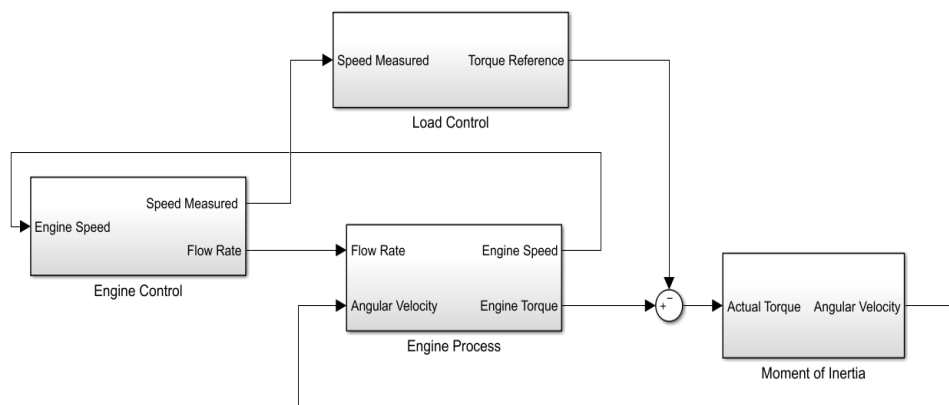 Speed Measured
Torque Reference
Load Control
Engine Speed
Speed Measured
Flow Rate
Engine Control
Flow Rate
Angular Velocity
Engine Speed
Engine Torque
Engine Process
+
−
Actual Torque
Angular Velocity
Moment of Inertia